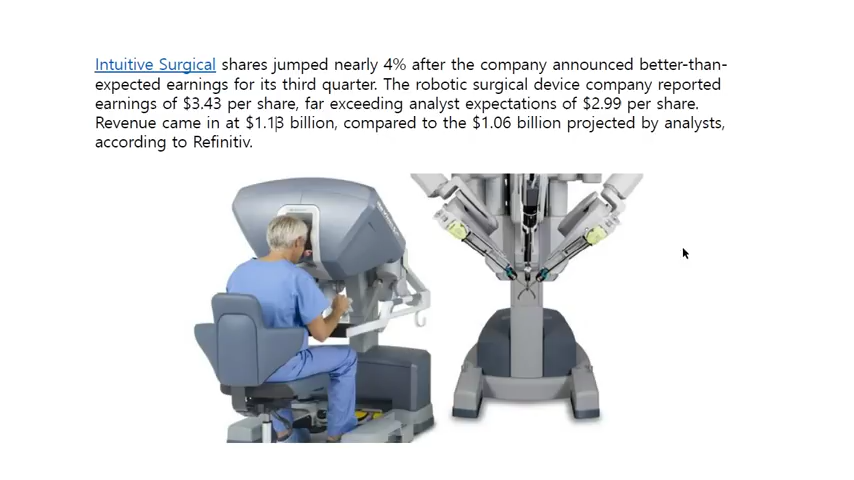 Intuitive Surgical shares jumped nearly 4% after the company announced better-than-
expected earnings for its third quarter. The robotic surgical device company reported
earnings of $3.43 per share, far exceeding analyst expectations of $2.99 per share.
Revenue came in at $1.13 billion, compared to the $1.06 billion projected by analysts,
according to Refinitiv.